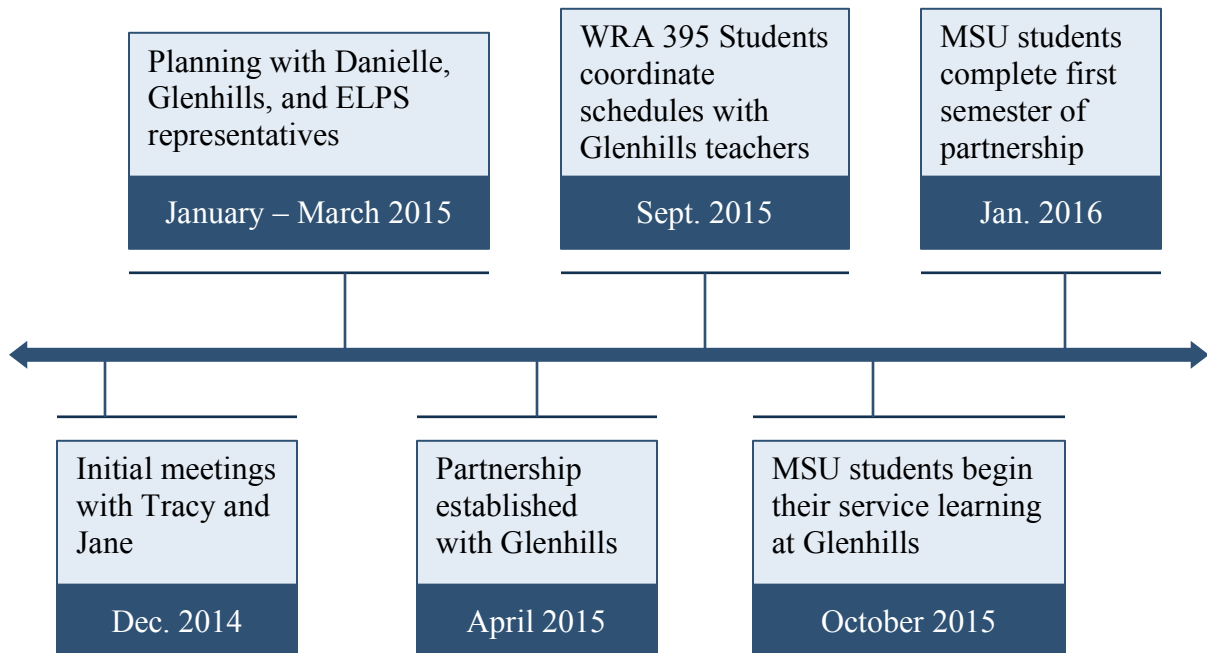 Planning with Danielle,
Glenhills, and ELPS
representatives
January – March 2015
WRA 395 Students
coordinate
schedules with
Glenhills teachers
Sept. 2015
MSU students
complete first
semester of
partnership
Jan. 2016
Initial meetings
with Tracy and
Jane
Dec. 2014
Partnership
established
with Glenhills
April 2015
MSU students begin
their service learning
at Glenhills
October 2015